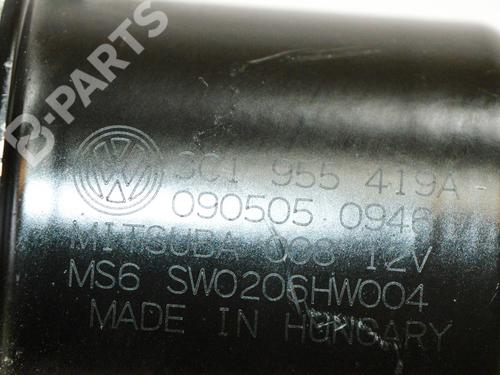 B-PARTS
3C1 955 419A
090505 0946
MITSUBA 008 12V
MS6 SW0206HW004
MADE IN HUNGARY